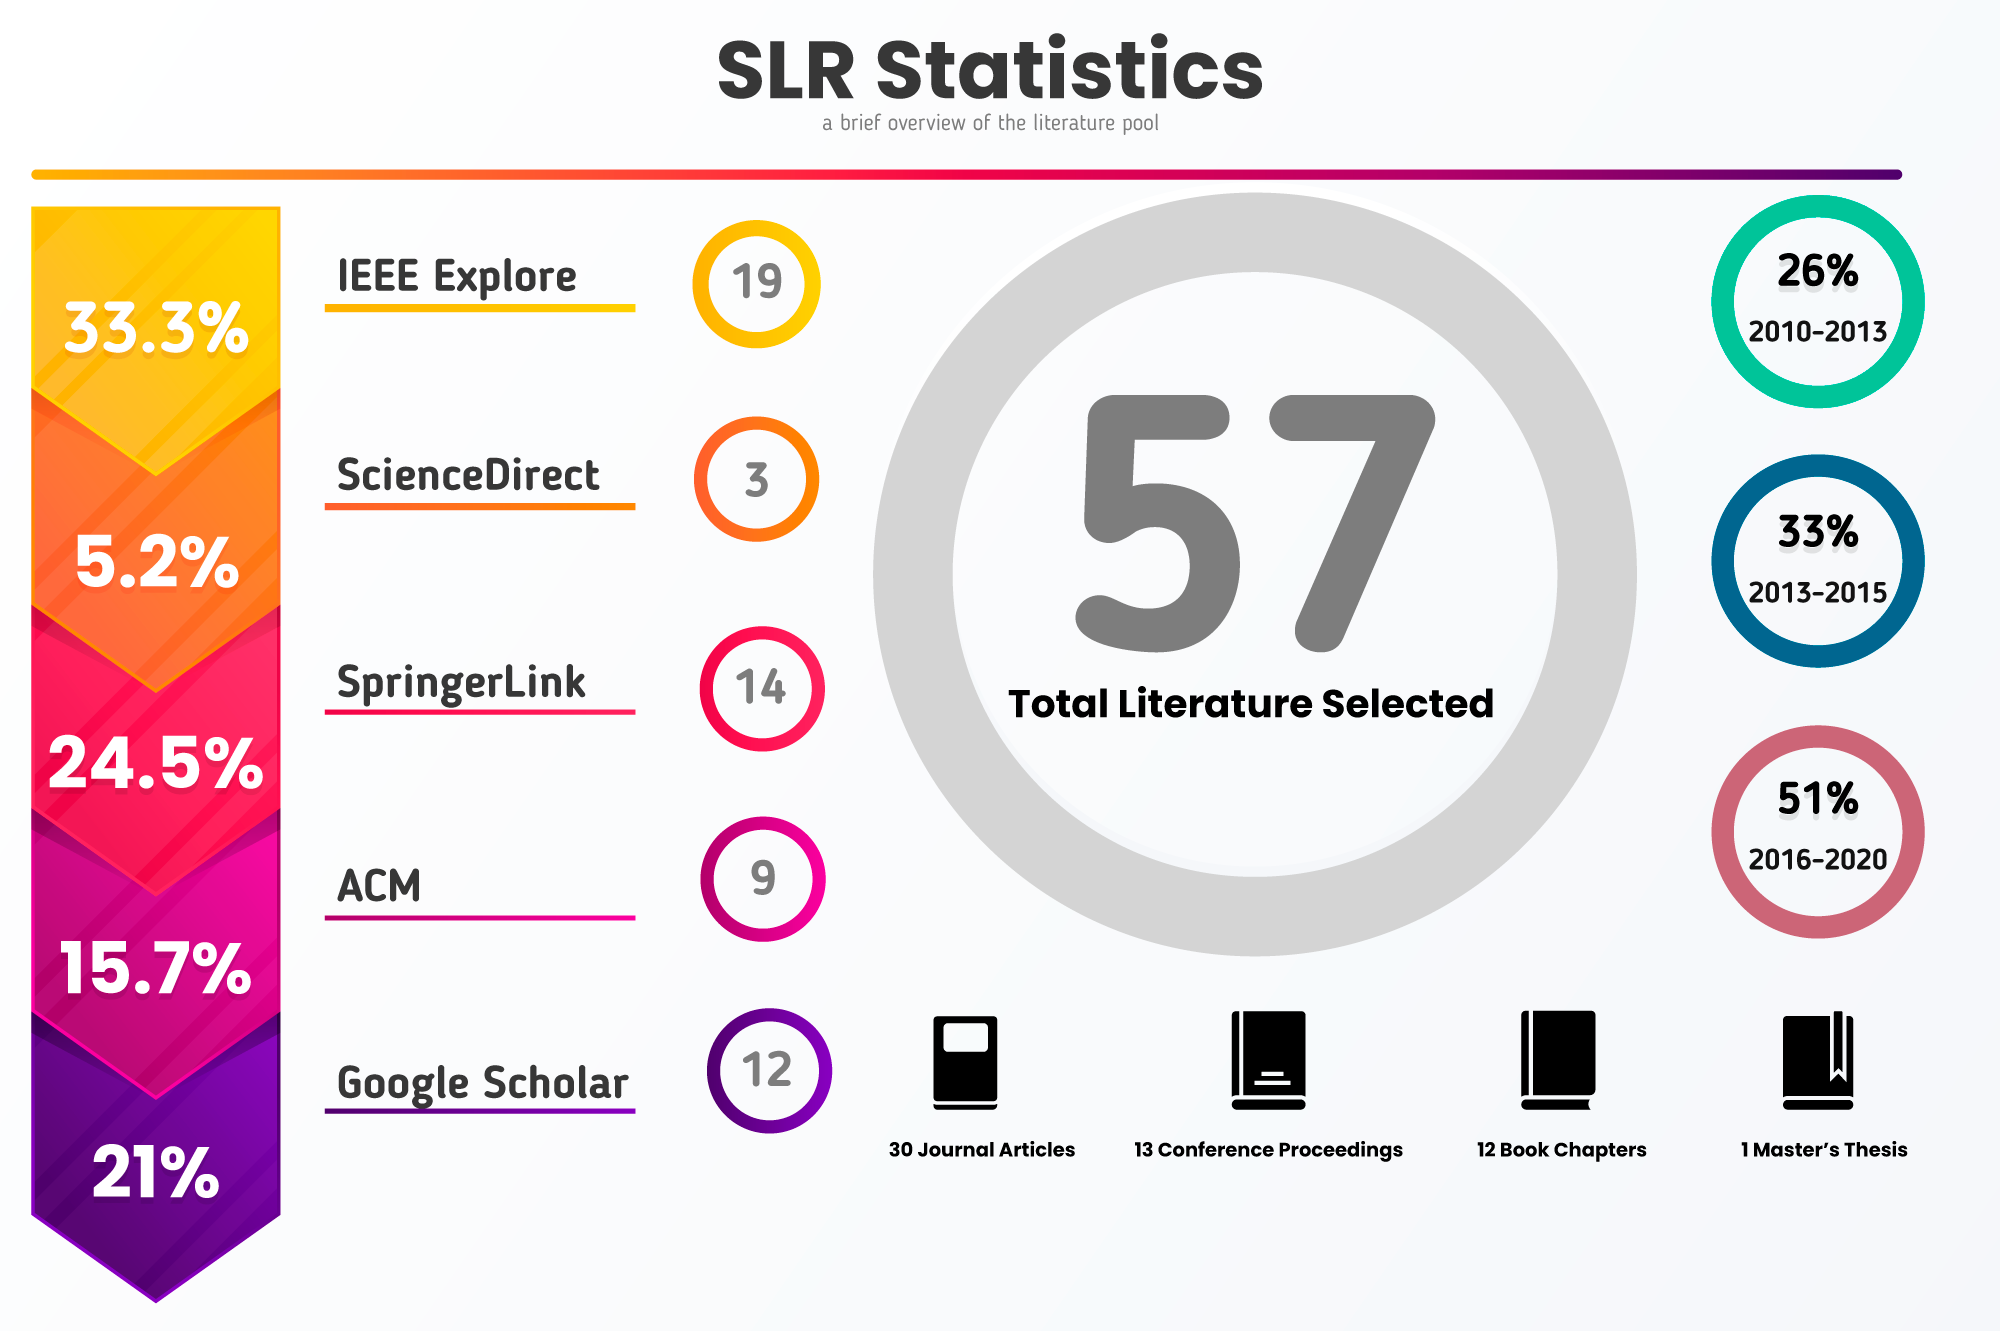 SLR Statistics
a brief overview of the literature pool
33.3%
IEEE Explore
19
5.2%
ScienceDirect
3
24.5%
SpringerLink
14
15.7%
ACM
9
21%
Google Scholar
12
57
Total Literature Selected
26%
2010-2013
33%
2013-2015
51%
2016-2020
30 Journal Articles
13 Conference Proceedings
12 Book Chapters
1 Master’s Thesis